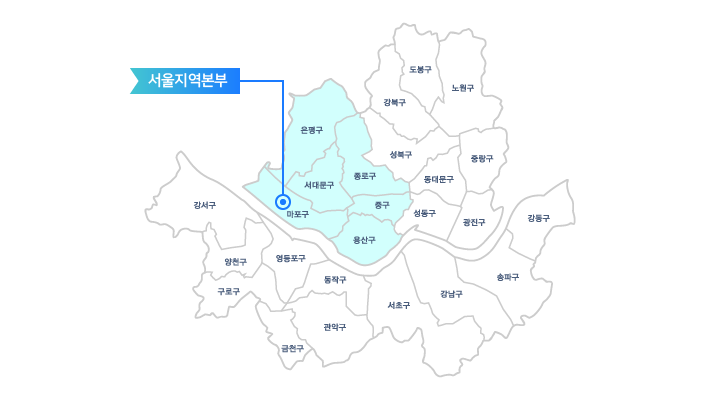 도봉구
서울지역본부
노원구
강북구
은평구
성북구
중랑구
종로구
동대문구
서대문구
강서구
중구
마포구
성동구
강동구
광진구
용산구
양천구
영등포구
송파구
동작구
구로구
강남구
서초구
관악구
금천구